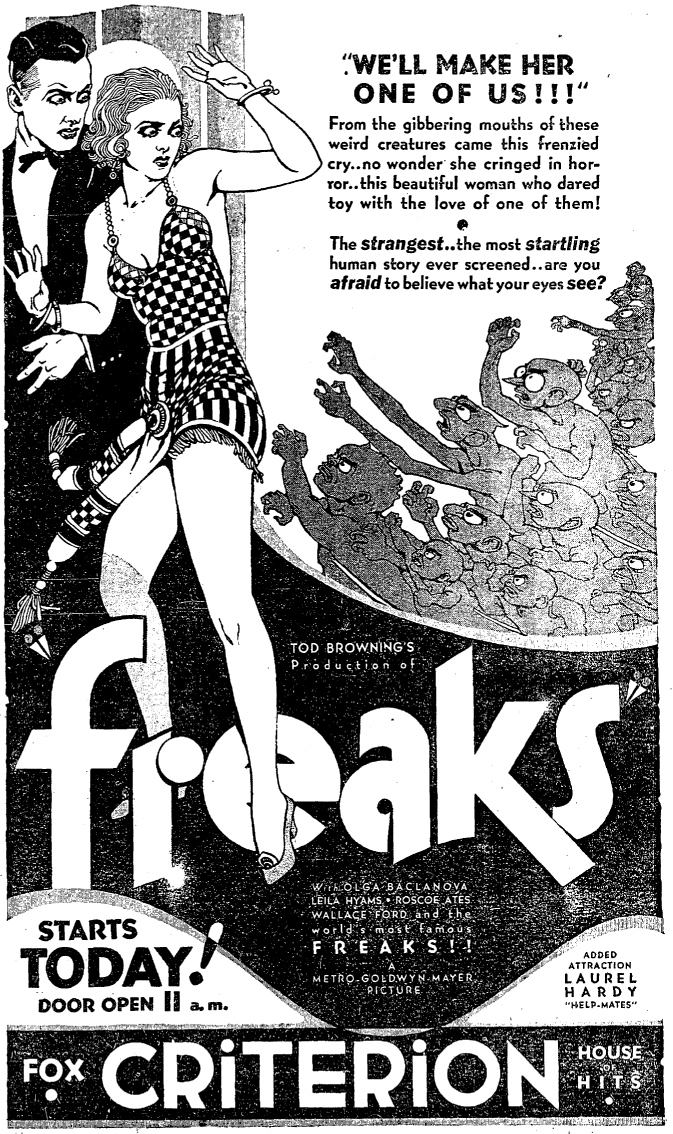 "WE'LL MAKE HER
ONE OF US!!!"
From the gibbering mouths of these
weird creatures came this frenzied
cry..no wonder she cringed in hor-
ror..this beautiful woman who dared
toy with the love of one of them!
The strangest..the most startling
human story ever screened..are you
afraid to believe what your eyes see?
TOD BROWNING'S
Production of
freaks
With OLGA BACLANOVA
LEILA HYAMS • ROSCOE ATES
WALLACE FORD and the
world's most famous
FREAKS!!
A
METRO-GOLDWYN-MAYER
PICTURE
STARTS
TODAY!
DOOR OPEN 11 a.m.
ADDED
ATTRACTION
LAUREL
HARDY
"HELP-MATES"
FOX CRiTERiON
HOUSE
OF
HITS